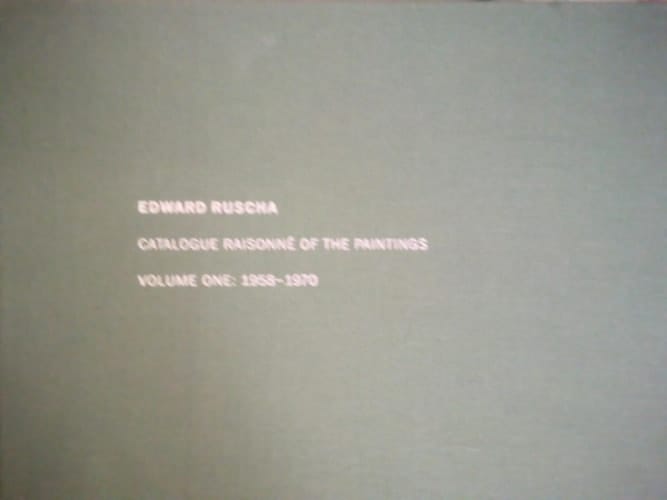 EDWARD RUSCHA
CATALOGUE RAISONNÉ OF THE PAINTINGS
VOLUME ONE: 1958–1970